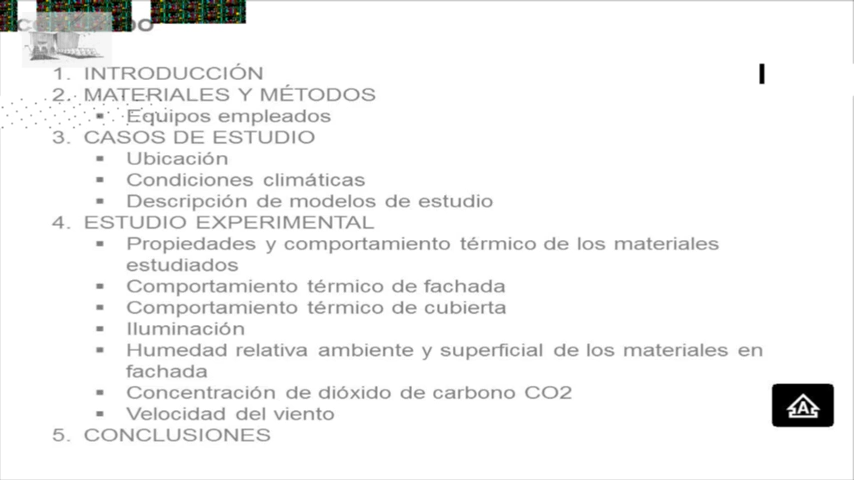 1. INTRODUCCIÓN
2. MATERIALES Y MÉTODOS
▪ Equipos empleados
3. CASOS DE ESTUDIO
▪ Ubicación
▪ Condiciones climáticas
▪ Descripción de modelos de estudio
4. ESTUDIO EXPERIMENTAL
▪ Propiedades y comportamiento térmico de los materiales
estudiados
▪ Comportamiento térmico de fachada
▪ Comportamiento térmico de cubierta
▪ Iluminación
▪ Humedad relativa ambiente y superficial de los materiales en
fachada
▪ Concentración de dióxido de carbono CO2
▪ Velocidad del viento
5. CONCLUSIONES
A